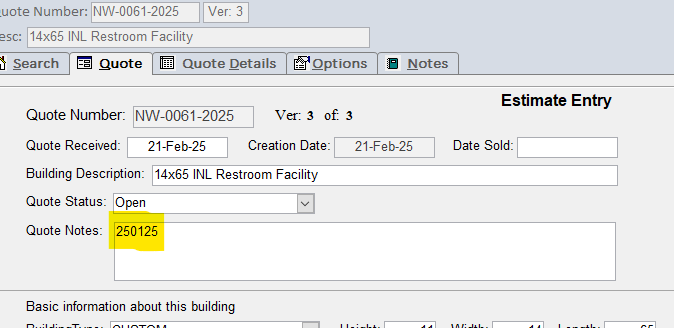 Quote Number: NW-0061-2025 Ver: 3
esc: 14x65 INL Restroom Facility
Search Quote Quote Details Options Notes
Estimate Entry
Quote Number: NW-0061-2025 Ver: 3 of: 3
Quote Received: 21-Feb-25 Creation Date: 21-Feb-25 Date Sold:
Building Description: 14x65 INL Restroom Facility
Quote Status: Open
Quote Notes: 250125
Basic information about this building
BuildingType: CUSTOM Height: 11 Width: 14 Length: 65